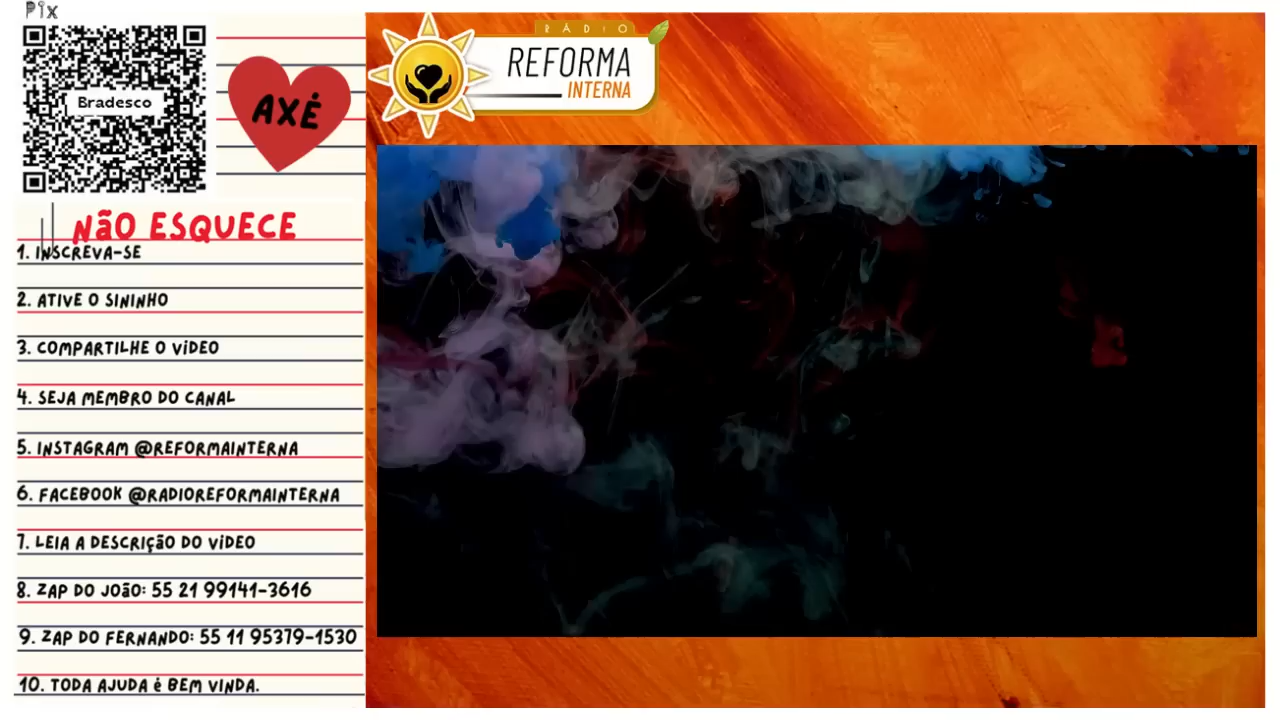 Pix
Bradesco
AXÉ
NãO ESQUECE
1. INSCREVA-SE
2. ATIVE O SININHO
3. COMPARTILHE O VíDEO
4. SEJA MEMBRO DO CANAL
5. INSTAGRAM @REFORMAINTERNA
6. FACEBOOK @RADIOREFORMAINTERNA
7. LEIA A DESCRIÇãO DO VíDEO
8. ZAP DO JOãO: 55 21 99141-3616
9. ZAP DO FERNANDO: 55 11 95379-1530
10. TODA AJUDA é BEM VINDA.
RÁDIO
REFORMA
INTERNA